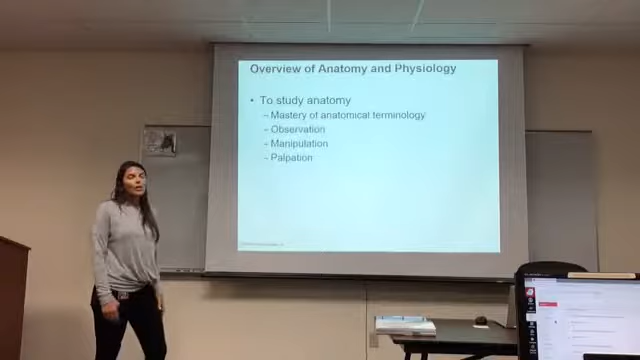 Overview of Anatomy and Physiology
• To study anatomy
– Mastery of anatomical terminology
– Observation
– Manipulation
– Palpation